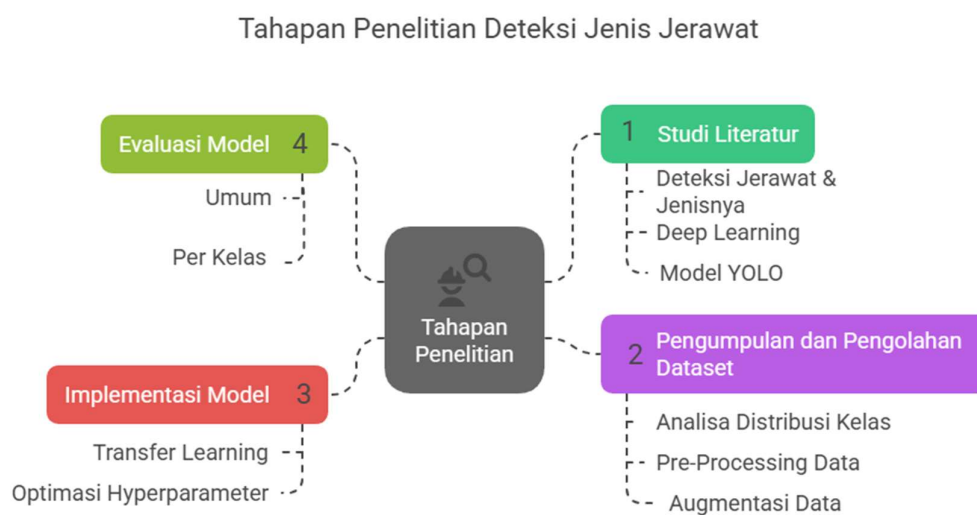 Tahapan Penelitian Deteksi Jenis Jerawat
1 Studi Literatur
Deteksi Jerawat &
Jenisnya
Deep Learning
Model YOLO
2 Pengumpulan dan Pengolahan
Dataset
Analisa Distribusi Kelas
Pre-Processing Data
Augmentasi Data
Implementasi Model 3
Transfer Learning
Optimasi Hyperparameter
Evaluasi Model 4
Umum
Per Kelas
Tahapan
Penelitian